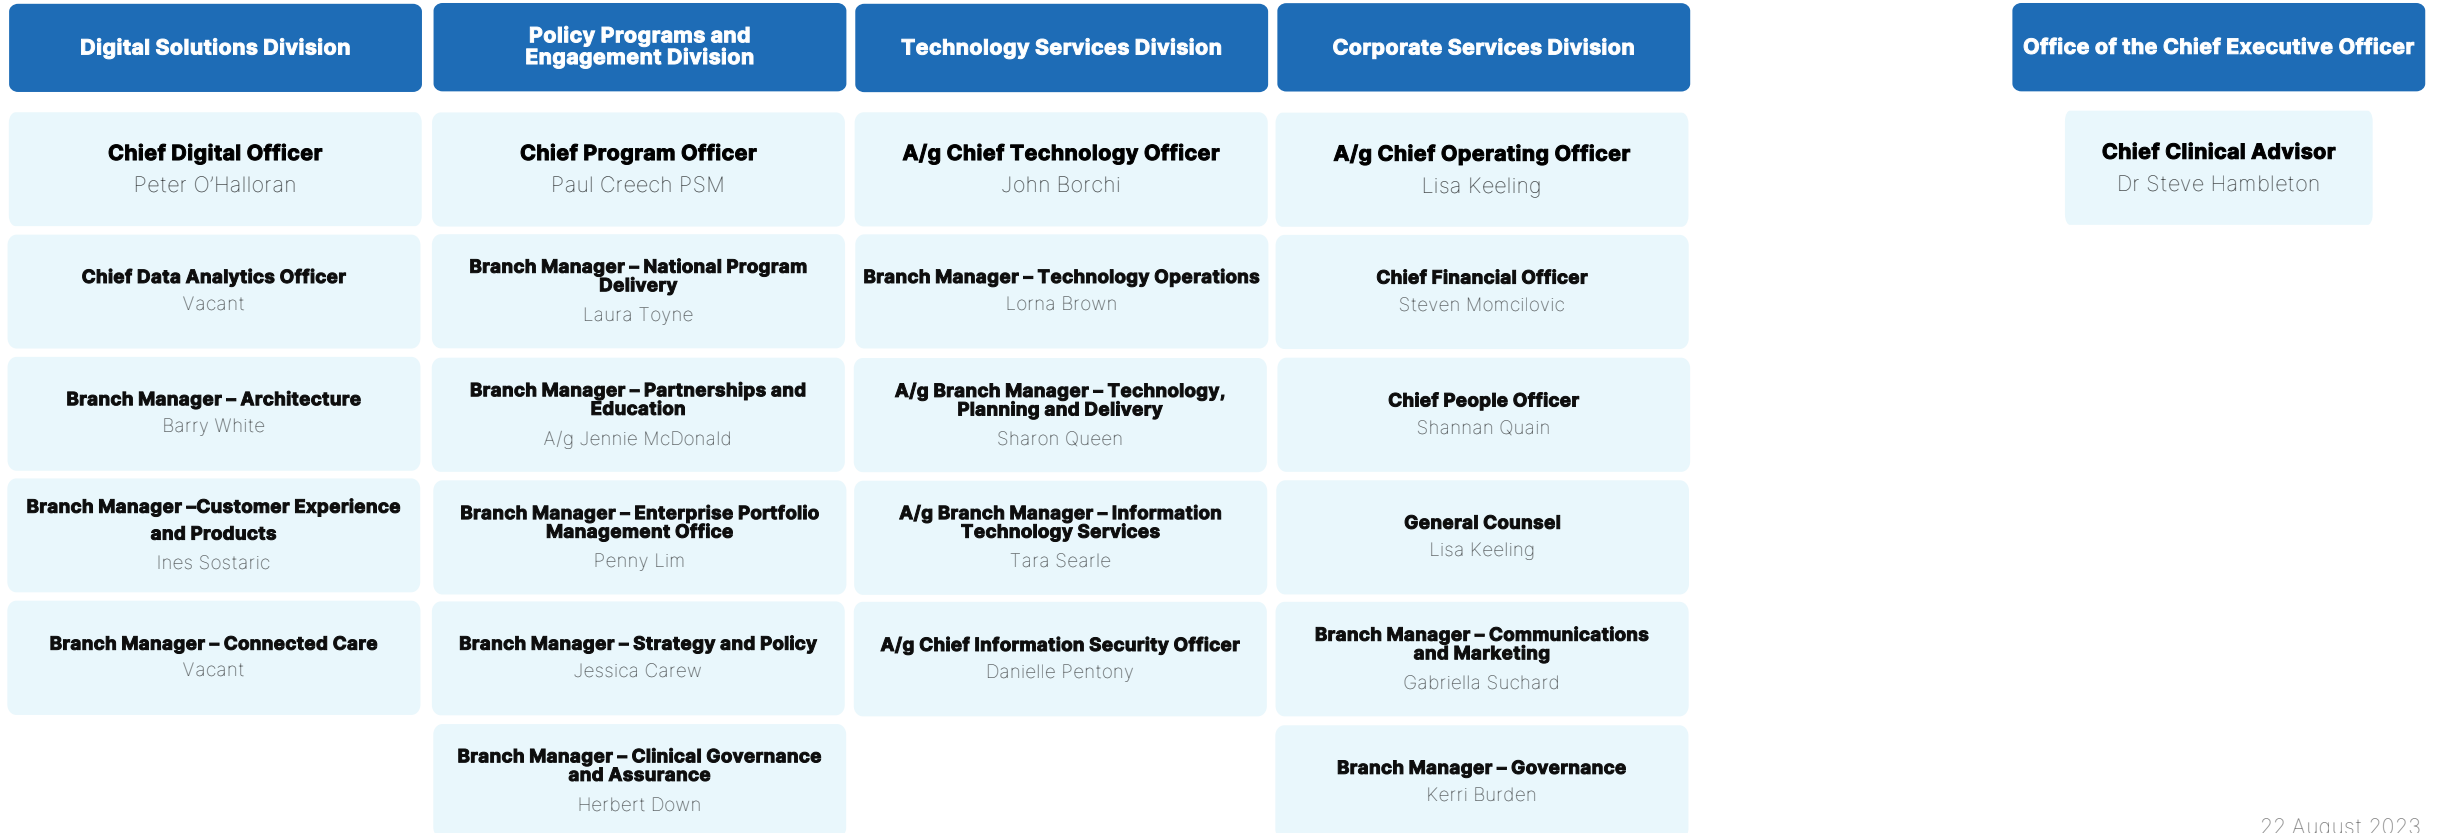 Digital Solutions Division
Policy Programs and
Engagement Division
Technology Services Division
Corporate Services Division
Office of the Chief Executive Officer
Chief Digital Officer
Peter O'Halloran
Chief Program Officer
Paul Creech PSM
A/g Chief Technology Officer
John Borchi
A/g Chief Operating Officer
Lisa Keeling
Chief Clinical Advisor
Dr Steve Hambleton
Chief Data Analytics Officer
Vacant
Branch Manager – National Program
Delivery
Laura Toyne
Branch Manager – Technology Operations
Lorna Brown
Chief Financial Officer
Steven Momcilovic
Branch Manager – Architecture
Barry White
Branch Manager – Partnerships and
Education
A/g Jennie McDonald
A/g Branch Manager – Technology,
Planning and Delivery
Sharon Queen
Chief People Officer
Shannan Quain
Branch Manager –Customer Experience
and Products
Ines Sostaric
Branch Manager – Enterprise Portfolio
Management Office
Penny Lim
A/g Branch Manager – Information
Technology Services
Tara Searle
General Counsel
Lisa Keeling
Branch Manager – Connected Care
Vacant
Branch Manager – Strategy and Policy
Jessica Carew
A/g Chief Information Security Officer
Danielle Pentony
Branch Manager – Communications
and Marketing
Gabriella Suchard
Branch Manager – Clinical Governance
and Assurance
Herbert Down
Branch Manager – Governance
Kerri Burden
22 August 2023